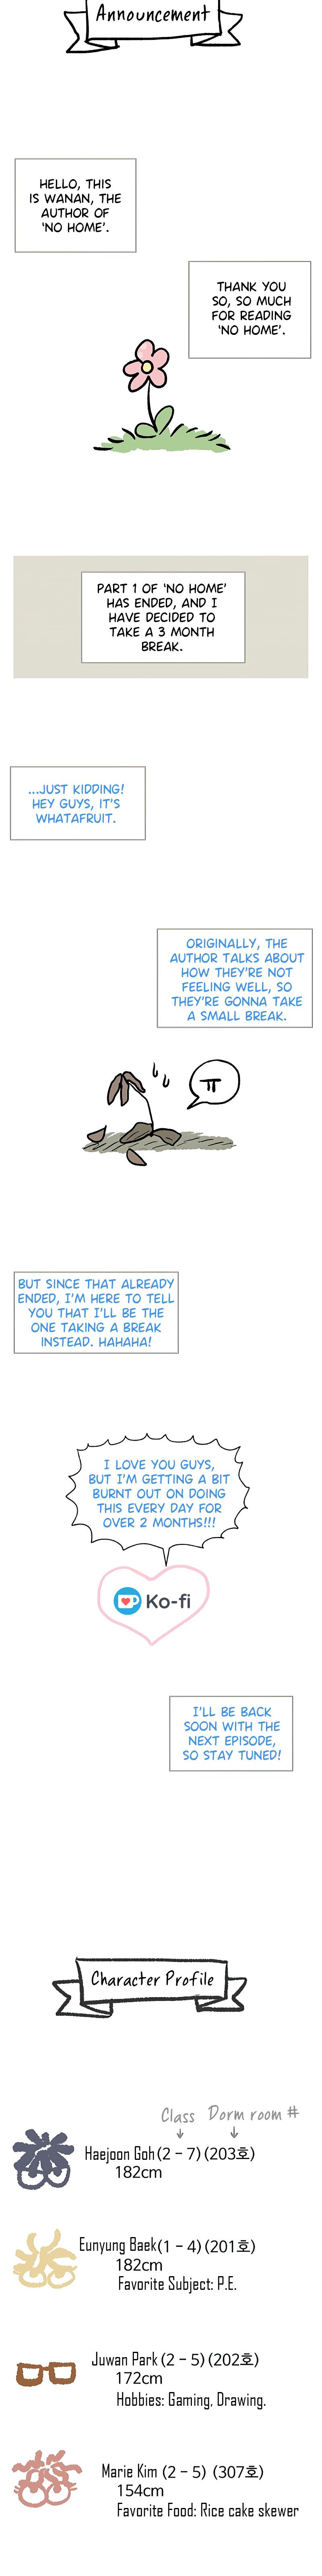 Announcement
HELLO, THIS
IS WANAN, THE
AUTHOR OF
'NO HOME'.
THANK YOU
SO, SO MUCH
FOR READING
'NO HOME'.
PART 1 OF 'NO HOME'
HAS ENDED, AND I
HAVE DECIDED TO
TAKE A 3 MONTH
BREAK.
...JUST KIDDING!
HEY GUYS, IT'S
WHATAFRUIT.
ORIGINALLY, THE
AUTHOR TALKS ABOUT
HOW THEY'RE NOT
FEELING WELL, SO
THEY'RE GONNA TAKE
A SMALL BREAK.
ㅠ
BUT SINCE THAT ALREADY
ENDED, I'M HERE TO TELL
YOU THAT I'LL BE THE
ONE TAKING A BREAK
INSTEAD. HAHAHA!
I LOVE YOU GUYS,
BUT I'M GETTING A BIT
BURNT OUT ON DOING
THIS EVERY DAY FOR
OVER 2 MONTHS!!!
Ko-fi
I'LL BE BACK
SOON WITH THE
NEXT EPISODE,
SO STAY TUNED!
Character Profile
Class Dorm room #
Haejoon Goh (2 - 7) (203호)
182cm
Eunyung Baek (1 - 4) (201호)
182cm
Favorite Subject: P.E.
Juwan Park (2 - 5) (202호)
172cm
Hobbies: Gaming, Drawing.
Marie Kim (2 - 5) (307호)
154cm
Favorite Food: Rice cake skewer